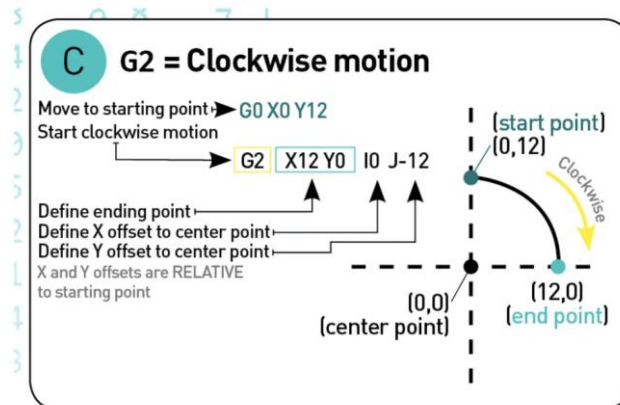 C G2 = Clockwise motion
Move to starting point G0 X0 Y12
Start clockwise motion
G2 X12 Y0 I0 J-12
Define ending point
Define X offset to center point
Define Y offset to center point
X and Y offsets are RELATIVE
to starting point
(start point)
(0,12)
Clockwise
(0,0)
(center point)
(12,0)
(end point)